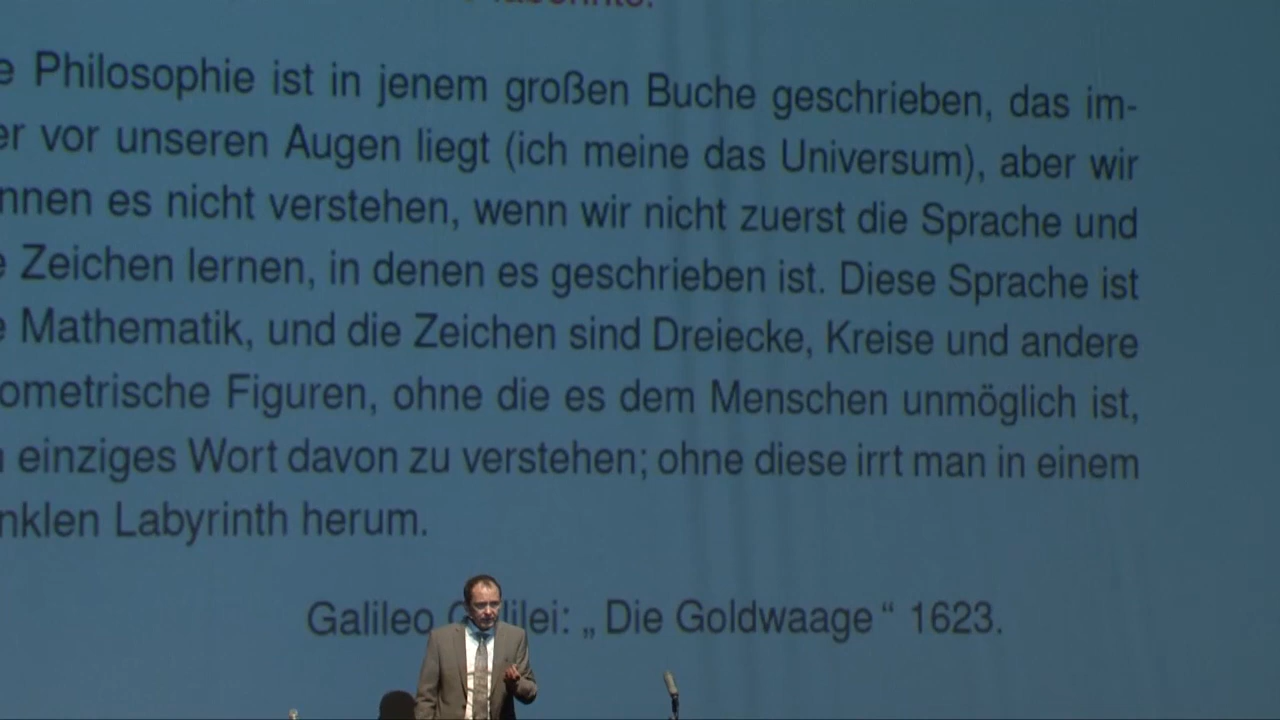 Philosophie ist in jenem großen Buche geschrieben, das im-
vor unseren Augen liegt (ich meine das Universum), aber wir
es nicht verstehen, wenn wir nicht zuerst die Sprache und
Zeichen lernen, in denen es geschrieben ist. Diese Sprache ist
Mathematik, und die Zeichen sind Dreiecke, Kreise und andere
ometrische Figuren, ohne die es dem Menschen unmöglich ist,
einziges Wort davon zu verstehen; ohne diese irrt man in einem
nklen Labyrinth herum.
Galileo Galilei: „Die Goldwaage“ 1623.